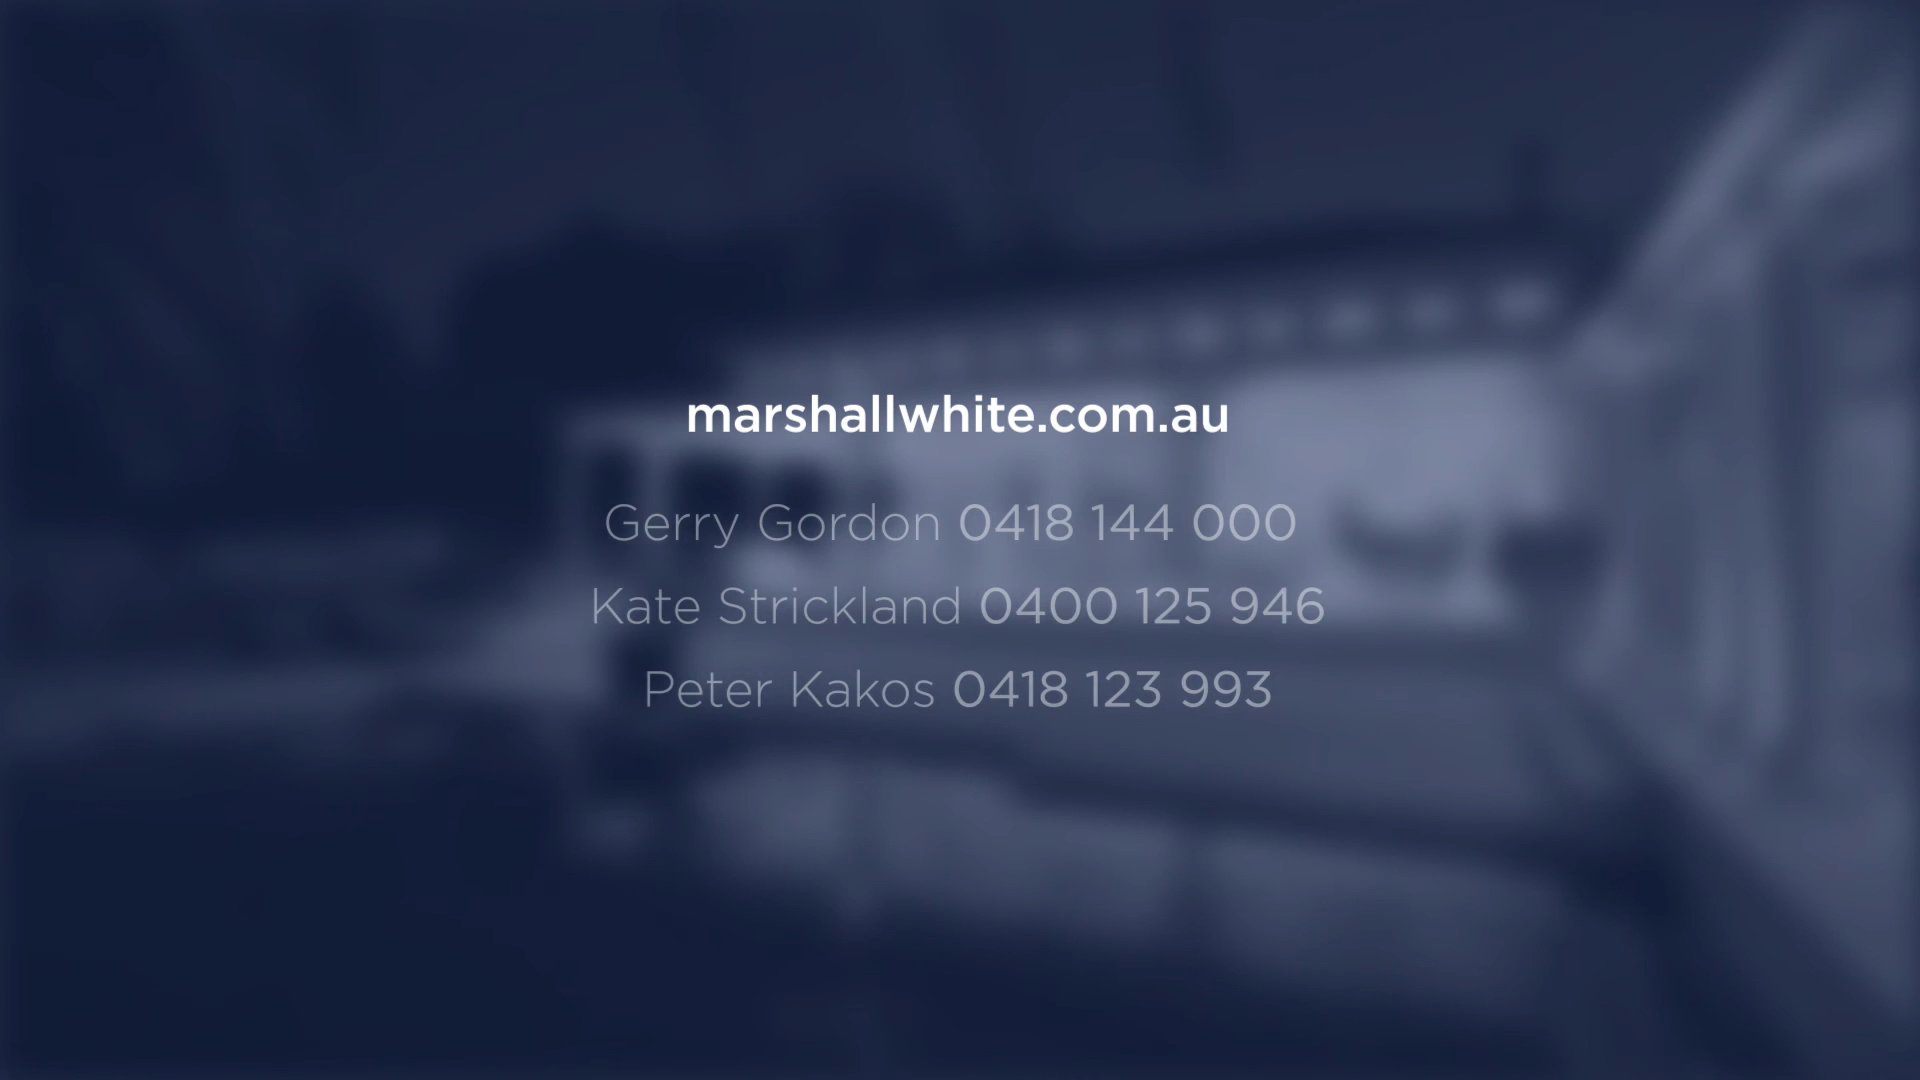 marshallwhite.com.au
Gerry Gordon 0418 144 000
Kate Strickland 0400 125 946
Peter Kakos 0418 123 993